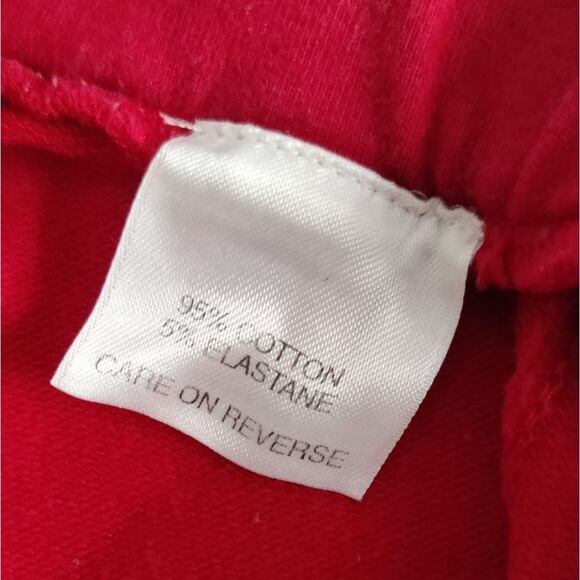 95% COTTON
5% ELASTANE
CARE ON REVERSE